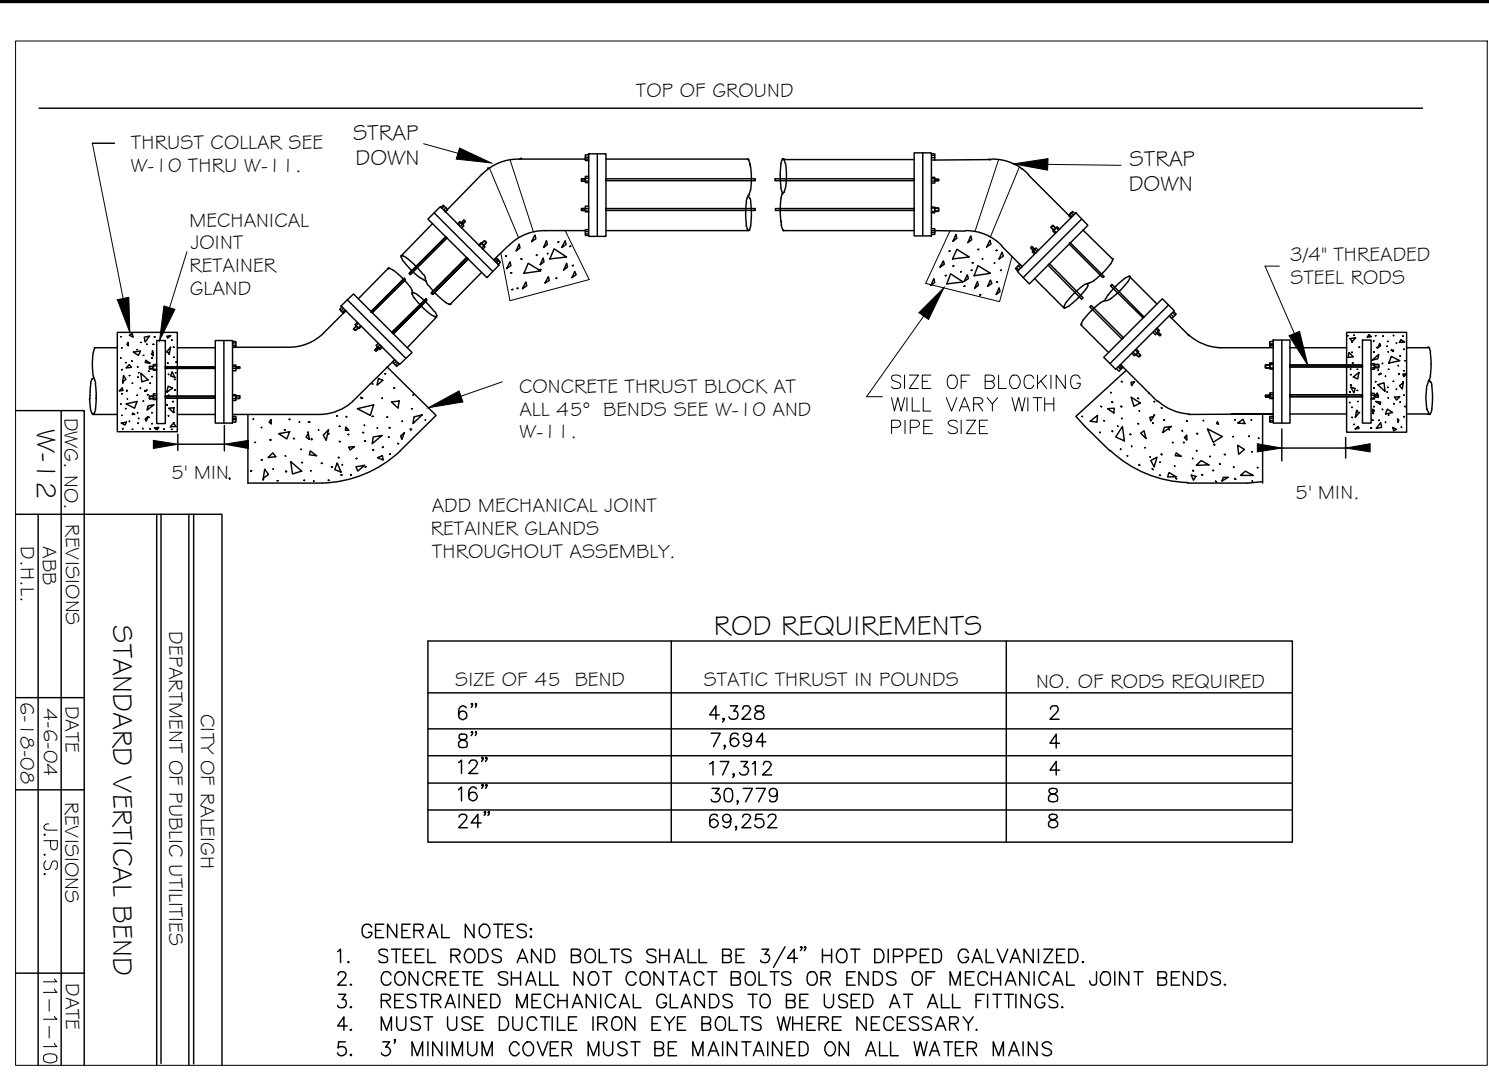 TOP OF GROUND
THRUST COLLAR SEE
W-10 THRU W-11.
STRAP
DOWN
STRAP
DOWN
MECHANICAL
JOINT
RETAINER
GLAND
3/4" THREADED
STEEL RODS
CONCRETE THRUST BLOCK AT
ALL 45° BENDS SEE W-10 AND
W-11.
SIZE OF BLOCKING
WILL VARY WITH
PIPE SIZE
5' MIN.
5' MIN.
ADD MECHANICAL JOINT
RETAINER GLANDS
THROUGHOUT ASSEMBLY.
ROD REQUIREMENTS
SIZE OF 45 BEND STATIC THRUST IN POUNDS NO. OF RODS REQUIRED
6" 4,328 2
8" 7,694 4
12" 17,312 4
16" 30,779 8
24" 69,252 8
GENERAL NOTES:
1. STEEL RODS AND BOLTS SHALL BE 3/4" HOT DIPPED GALVANIZED.
2. CONCRETE SHALL NOT CONTACT BOLTS OR ENDS OF MECHANICAL JOINT BENDS.
3. RESTRAINED MECHANICAL GLANDS TO BE USED AT ALL FITTINGS.
4. MUST USE DUCTILE IRON EYE BOLTS WHERE NECESSARY.
5. 3' MINIMUM COVER MUST BE MAINTAINED ON ALL WATER MAINS
CITY OF RALEIGH
DEPARTMENT OF PUBLIC UTILITIES
STANDARD VERTICAL BEND
DWG. NO. REVISIONS DATE REVISIONS DATE
W-12 ABB 4-6-04 J.P.S. 11-1-10
D.H.L. 6-18-08